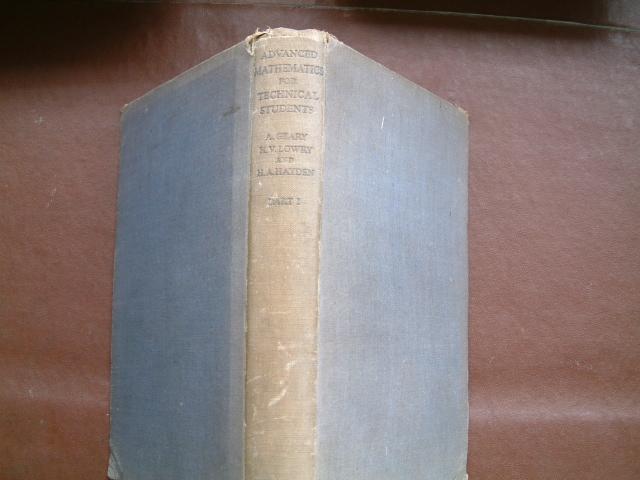 ADVANCED
MATHEMATICS
FOR
TECHNICAL
STUDENTS
A. GEARY
H. V. LOWRY
AND
H. A. HAYDEN
PART I